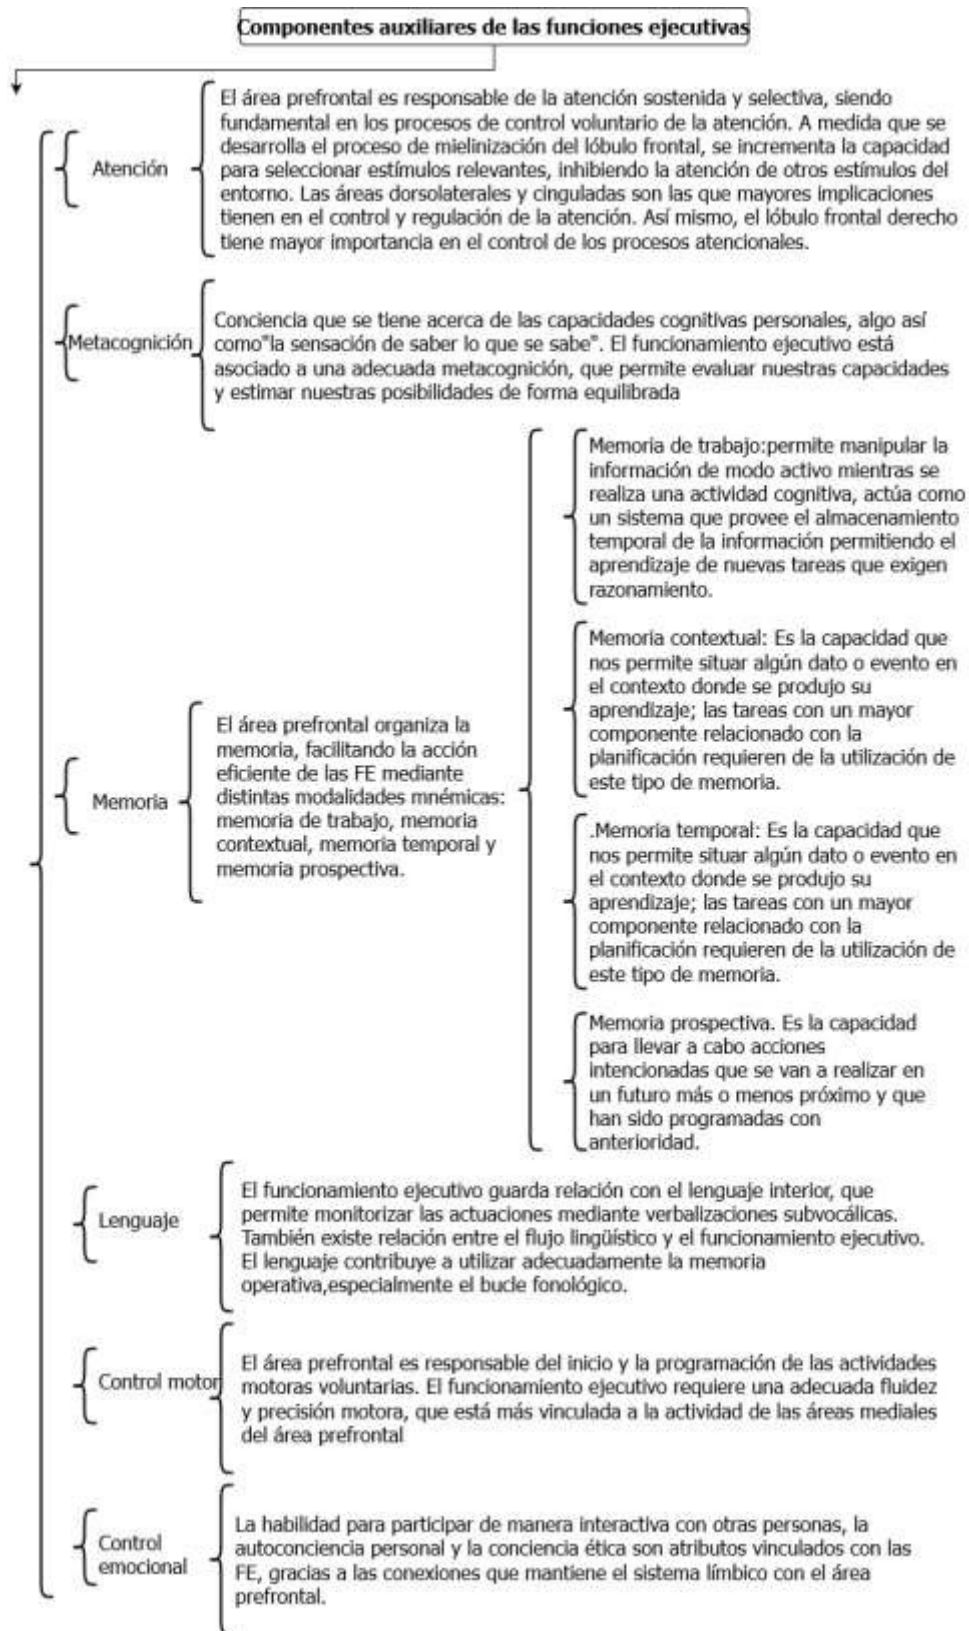 Componentes auxiliares de las funciones ejecutivas
Atención
El área prefrontal es responsable de la atención sostenida y selectiva, siendo
fundamental en los procesos de control voluntario de la atención. A medida que se
desarrolla el proceso de mielinización del lóbulo frontal, se incrementa la capacidad
para seleccionar estímulos relevantes, inhibiendo la atención de otros estímulos del
entorno. Las áreas dorsolaterales y cinguladas son las que mayores implicaciones
tienen en el control y regulación de la atención. Así mismo, el lóbulo frontal derecho
tiene mayor importancia en el control de los procesos atencionales.
Metacognición
Conciencia que se tiene acerca de las capacidades cognitivas personales, algo así
como"la sensación de saber lo que se sabe". El funcionamiento ejecutivo está
asociado a una adecuada metacognición, que permite evaluar nuestras capacidades
y estimar nuestras posibilidades de forma equilibrada
Memoria
El área prefrontal organiza la
memoria, facilitando la acción
eficiente de las FE mediante
distintas modalidades mnémicas:
memoria de trabajo, memoria
contextual, memoria temporal y
memoria prospectiva.
Memoria de trabajo:permite manipular la
información de modo activo mientras se
realiza una actividad cognitiva, actúa como
un sistema que provee el almacenamiento
temporal de la información permitiendo el
aprendizaje de nuevas tareas que exigen
razonamiento.
Memoria contextual: Es la capacidad que
nos permite situar algún dato o evento en
el contexto donde se produjo su
aprendizaje; las tareas con un mayor
componente relacionado con la
planificación requieren de la utilización de
este tipo de memoria.
.Memoria temporal: Es la capacidad que
nos permite situar algún dato o evento en
el contexto donde se produjo su
aprendizaje; las tareas con un mayor
componente relacionado con la
planificación requieren de la utilización de
este tipo de memoria.
Memoria prospectiva. Es la capacidad
para llevar a cabo acciones
intencionadas que se van a realizar en
un futuro más o menos próximo y que
han sido programadas con
anterioridad.
Lenguaje
El funcionamiento ejecutivo guarda relación con el lenguaje interior, que
permite monitorizar las actuaciones mediante verbalizaciones subvocálicas.
También existe relación entre el flujo lingüístico y el funcionamiento ejecutivo.
El lenguaje contribuye a utilizar adecuadamente la memoria
operativa,especialmente el bucle fonológico.
Control motor
El área prefrontal es responsable del inicio y la programación de las actividades
motoras voluntarias. El funcionamiento ejecutivo requiere una adecuada fluidez
y precisión motora, que está más vinculada a la actividad de las áreas mediales
del área prefrontal
Control
emocional
La habilidad para participar de manera interactiva con otras personas, la
autoconciencia personal y la conciencia ética son atributos vinculados con las
FE, gracias a las conexiones que mantiene el sistema límbico con el área
prefrontal.